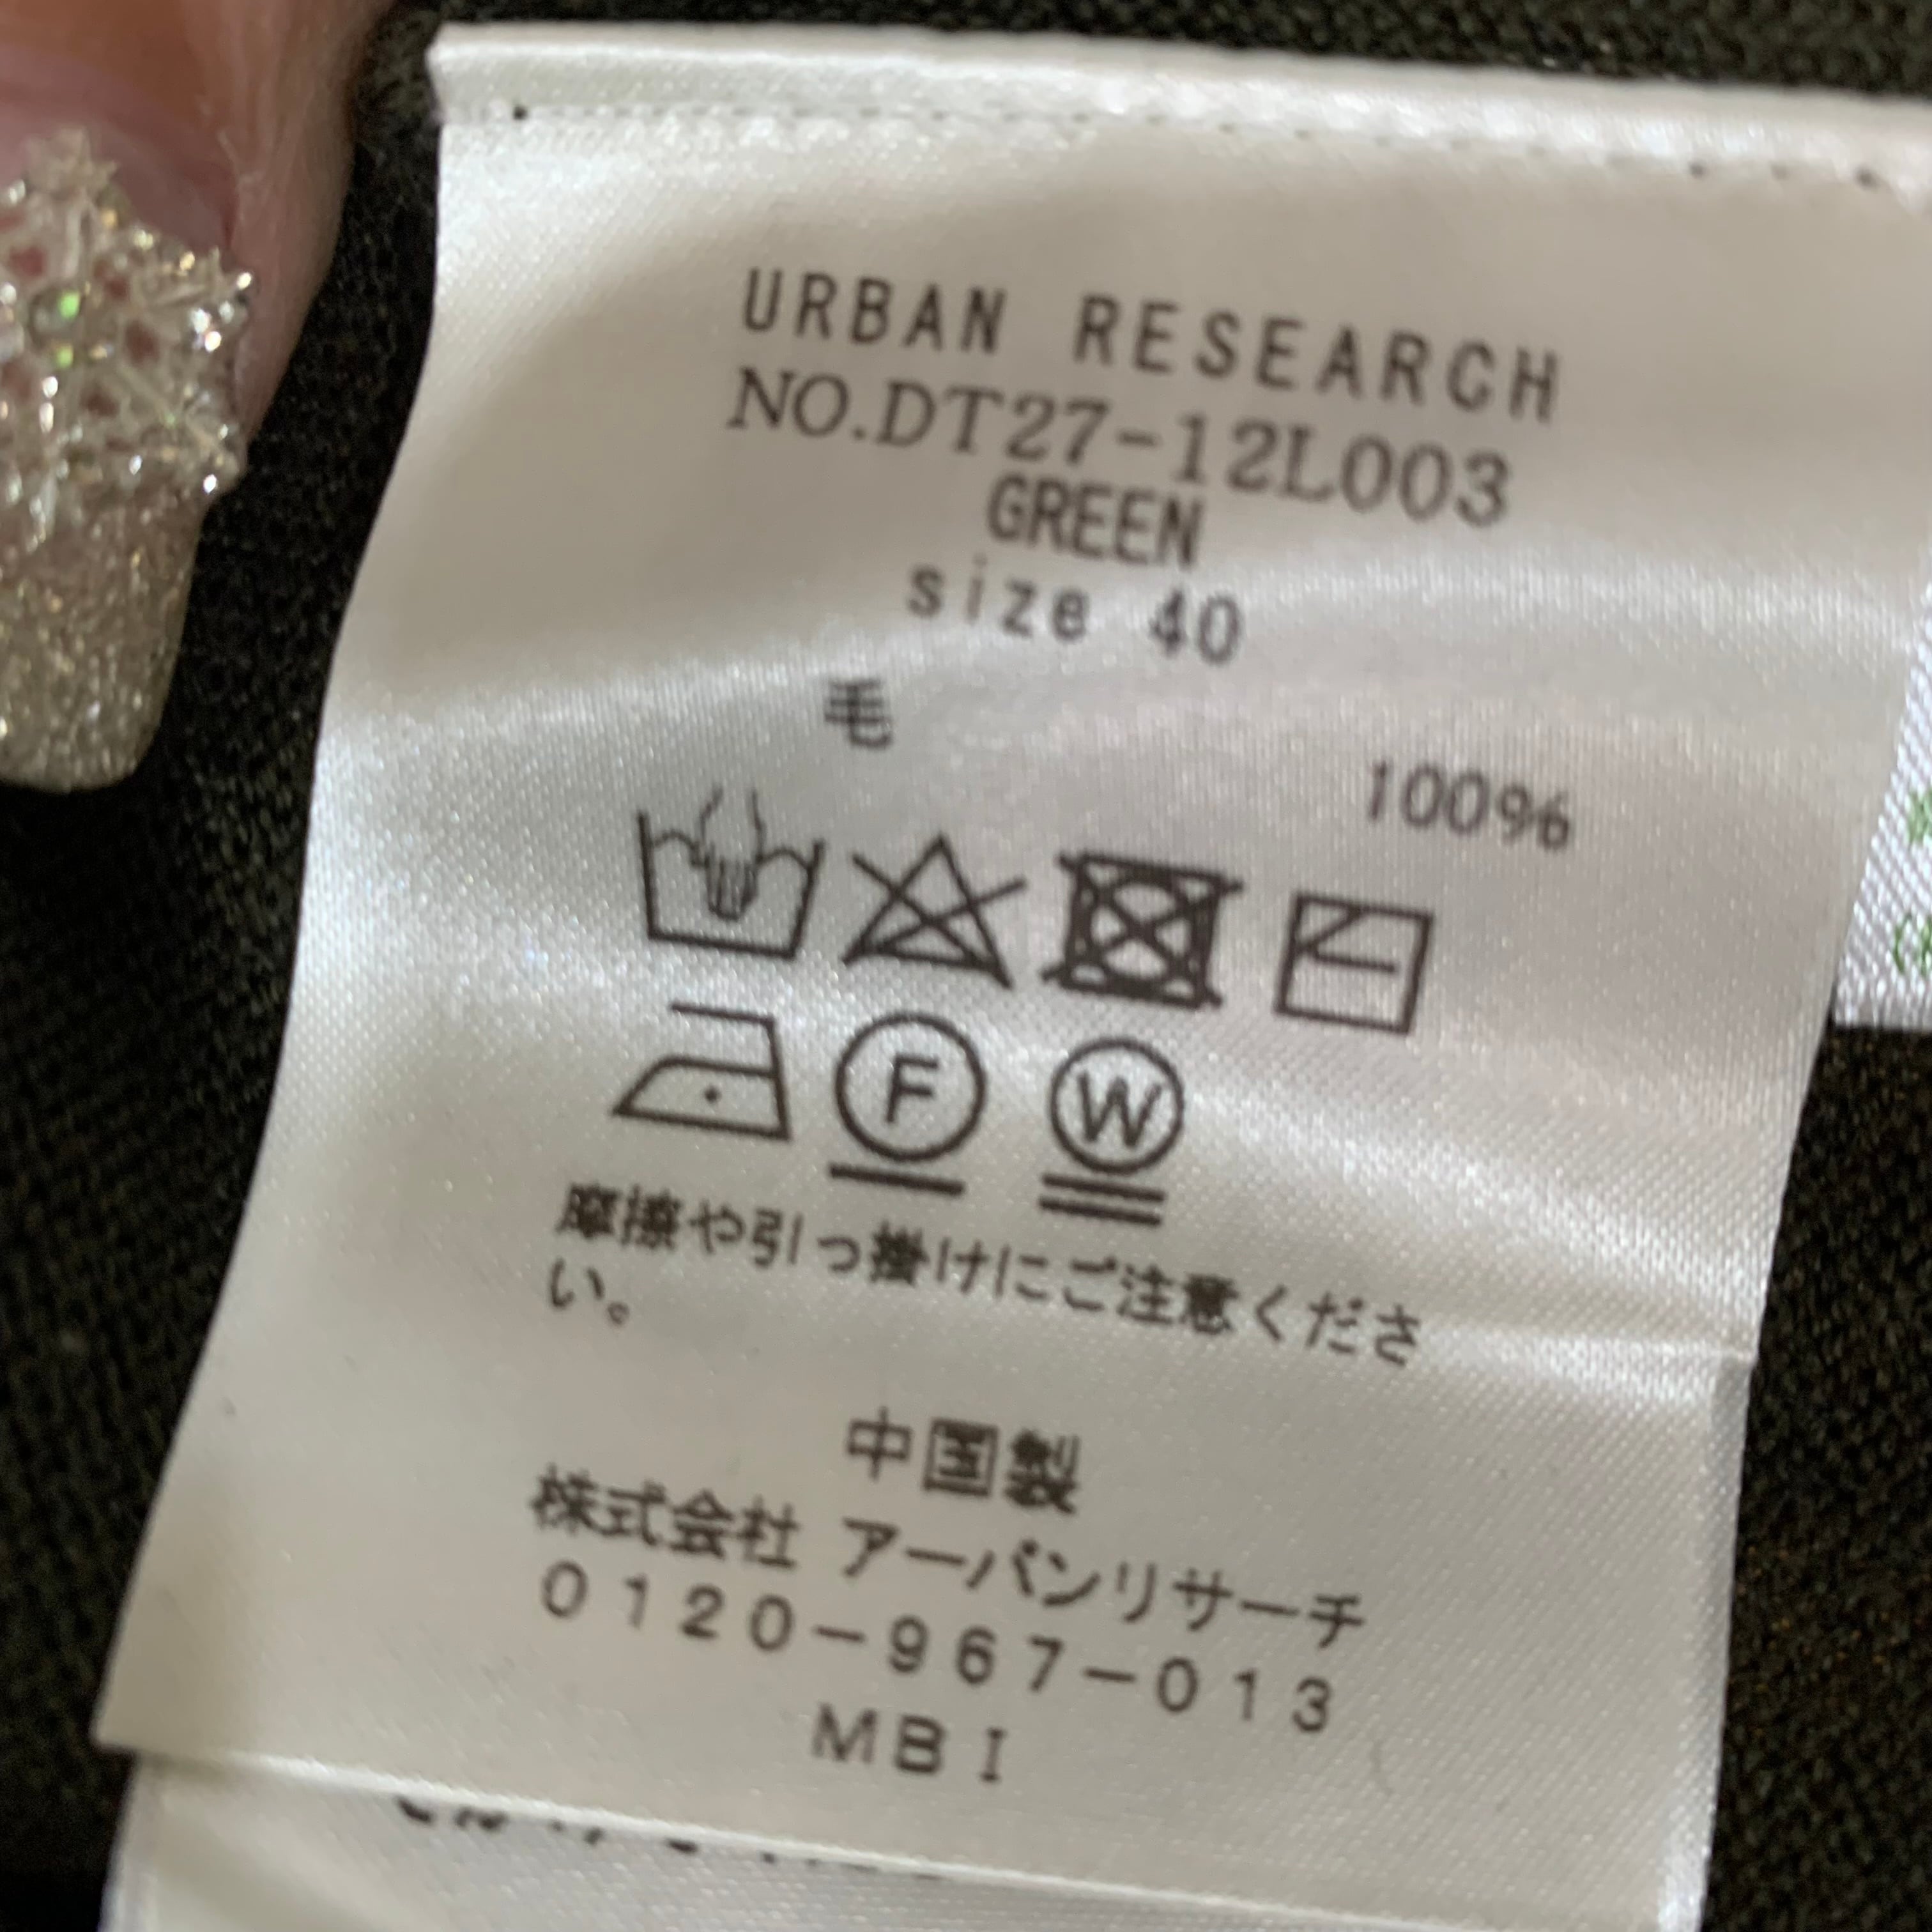 URBAN RESEARCH
NO.DT27-12L003
GREEN
size 40
毛 100%
F W
摩擦や引っ掛けにご注意くださ
い。
中国製
株式会社 アーバンリサーチ
0120-967-013
MBI